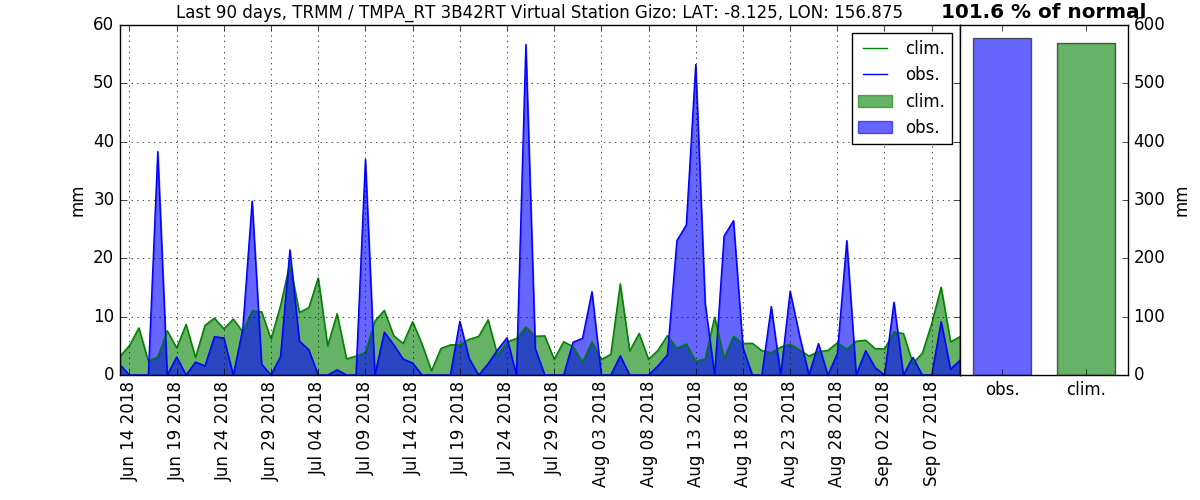 Last 90 days, TRMM / TMPA_RT 3B42RT Virtual Station Gizo: LAT: -8.125, LON: 156.875
101.6 % of normal
60
50
40
30
20
10
0
mm
clim.
obs.
clim.
obs.
600
500
400
300
200
100
0
mm
Jun 14 2018
Jun 19 2018
Jun 24 2018
Jun 29 2018
Jul 04 2018
Jul 09 2018
Jul 14 2018
Jul 19 2018
Jul 24 2018
Jul 29 2018
Aug 03 2018
Aug 08 2018
Aug 13 2018
Aug 18 2018
Aug 23 2018
Aug 28 2018
Sep 02 2018
Sep 07 2018
obs.
clim.